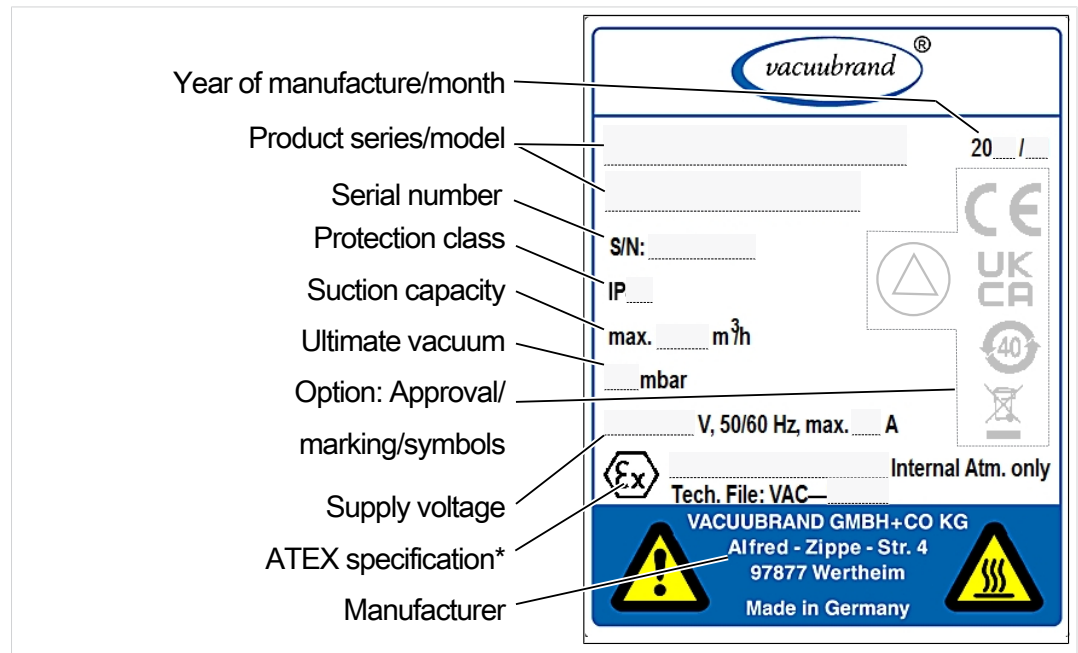 Year of manufacture/month
Product series/model
Serial number
Protection class
Suction capacity
Ultimate vacuum
Option: Approval/
marking/symbols
Supply voltage
ATEX specification*
Manufacturer
vacuubrand ®
20 /
S/N:
IP
max. m³/h
mbar
V, 50/60 Hz, max. A
Internal Atm. only
Tech. File: VAC—
CE
UK
CA
40
Ex
VACUUBRAND GMBH+CO KG
Alfred - Zippe - Str. 4
97877 Wertheim
Made in Germany